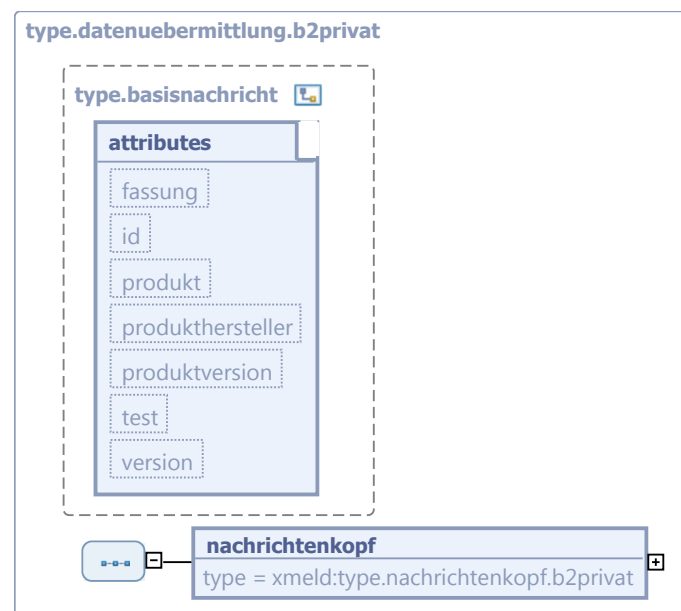 type.datenuebermittlung.b2privat
type.basisnachricht
attributes
fassung
id
produkt
produkthersteller
produktversion
test
version
nachrichtenkopf
type = xmeld:type.nachrichtenkopf.b2privat